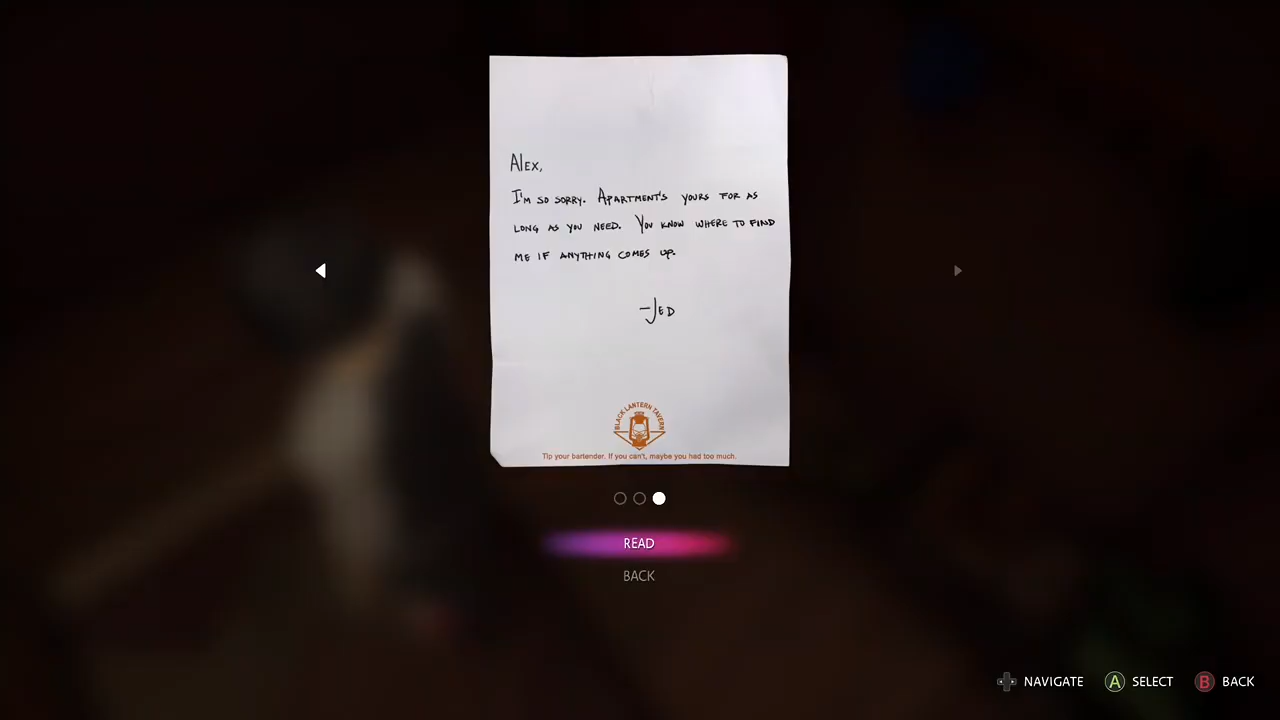 Alex,
I'm so sorry. Apartment's yours for as
long as you need. You know where to find
me if anything comes up.
-Jed
BLACK LANTERN TAVERN
Tip your bartender. If you can't, maybe you had too much.
READ
BACK
NAVIGATE A SELECT B BACK